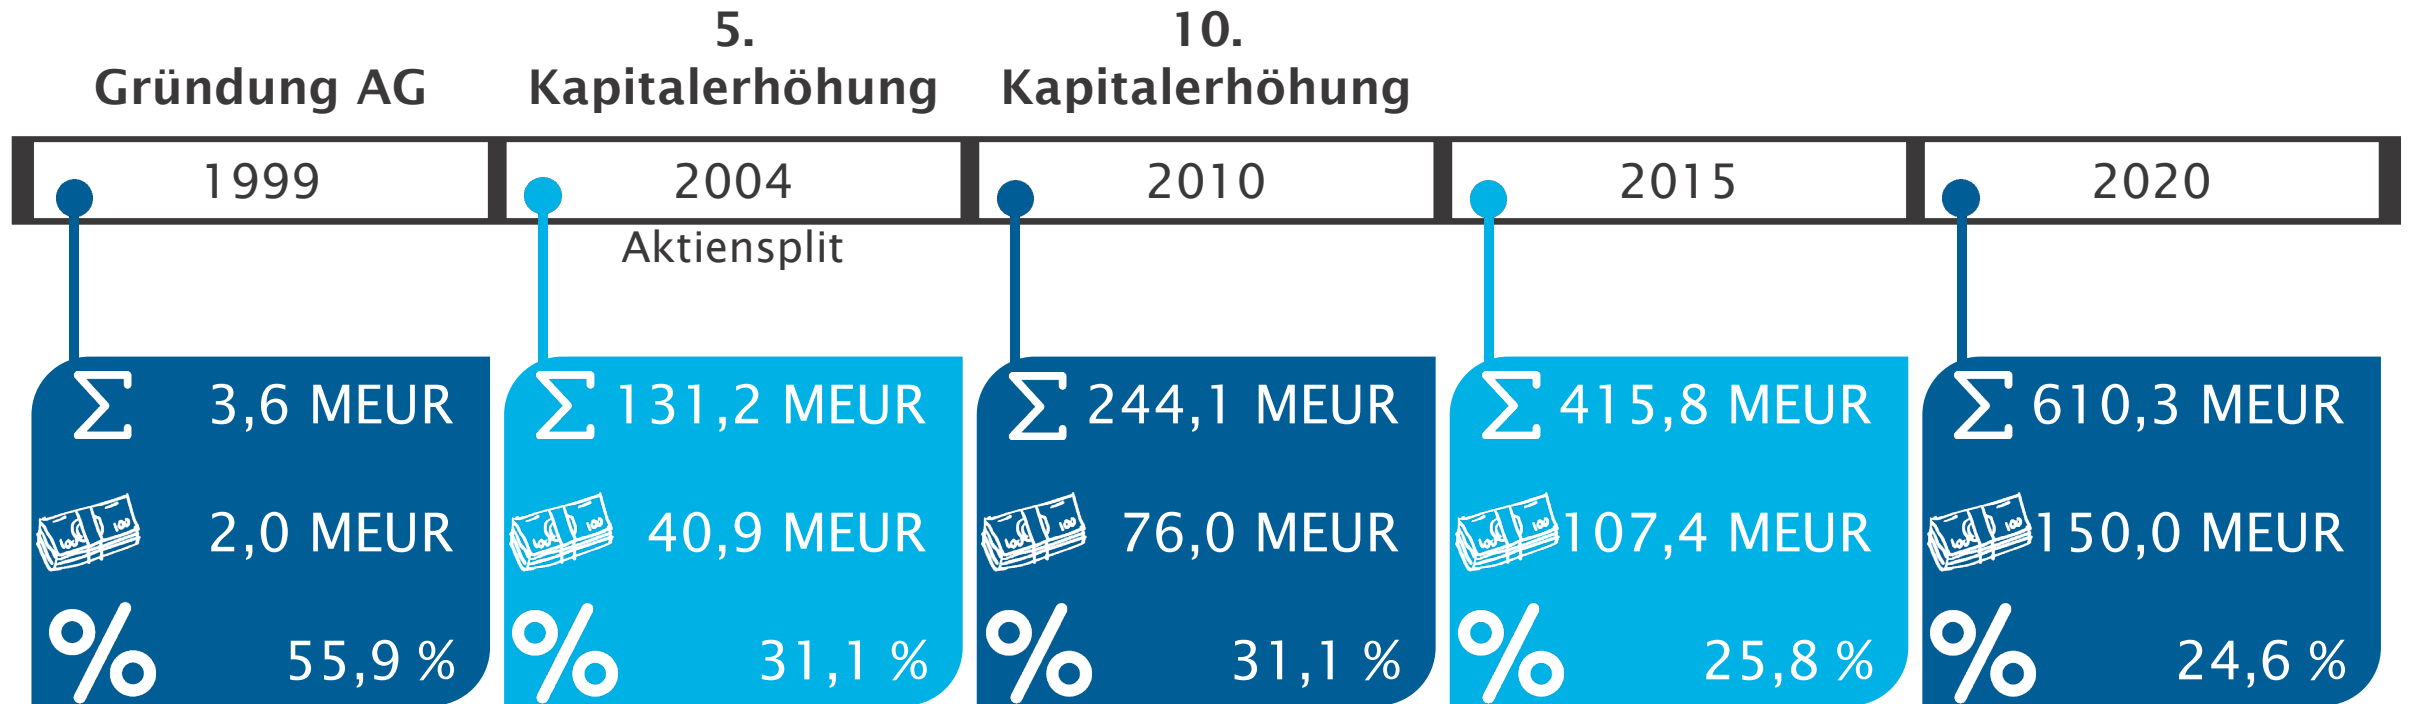 Gründung AG
5.
Kapitalerhöhung
10.
Kapitalerhöhung
1999
2004
2010
2015
2020
Aktiensplit
Σ 3,6 MEUR
2,0 MEUR
% 55,9 %
Σ 131,2 MEUR
40,9 MEUR
% 31,1 %
Σ 244,1 MEUR
76,0 MEUR
% 31,1 %
Σ 415,8 MEUR
107,4 MEUR
% 25,8 %
Σ 610,3 MEUR
150,0 MEUR
% 24,6 %